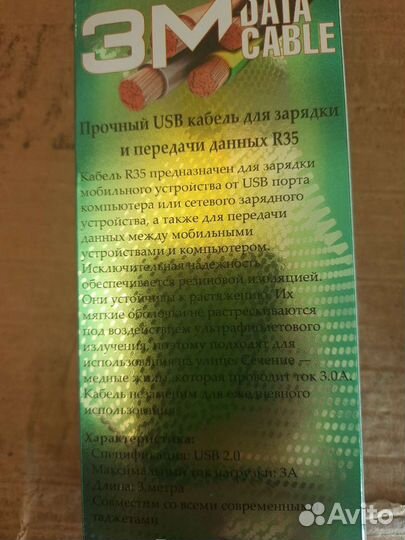 3M DATA
CABLE
Прочный USB кабель для зарядки
и передачи данных R35
Кабель R35 предназначен для зарядки
мобильного устройства от USB порта
компьютера или сетевого зарядного
устройства, а также для передачи
данных между мобильными
устройствами и компьютером.
Исключительная надежность
обеспечивается резиновой изоляцией.
Они устойчивы к растяжению. Их
мягкие оболочки не растрескиваются
под воздействием ультрафиолетового
излучения, поэтому подходят для
использования на улице. Сечение —
медные жилы, которая проводит ток 3.0А.
Кабель незаменим для ежедневного
использования.
Характеристика:
Спецификация: USB 2.0
Максимальный ток нагрузки: 3А
Длина: 3 метра
Совместим со всеми современными
гаджетами
Avito